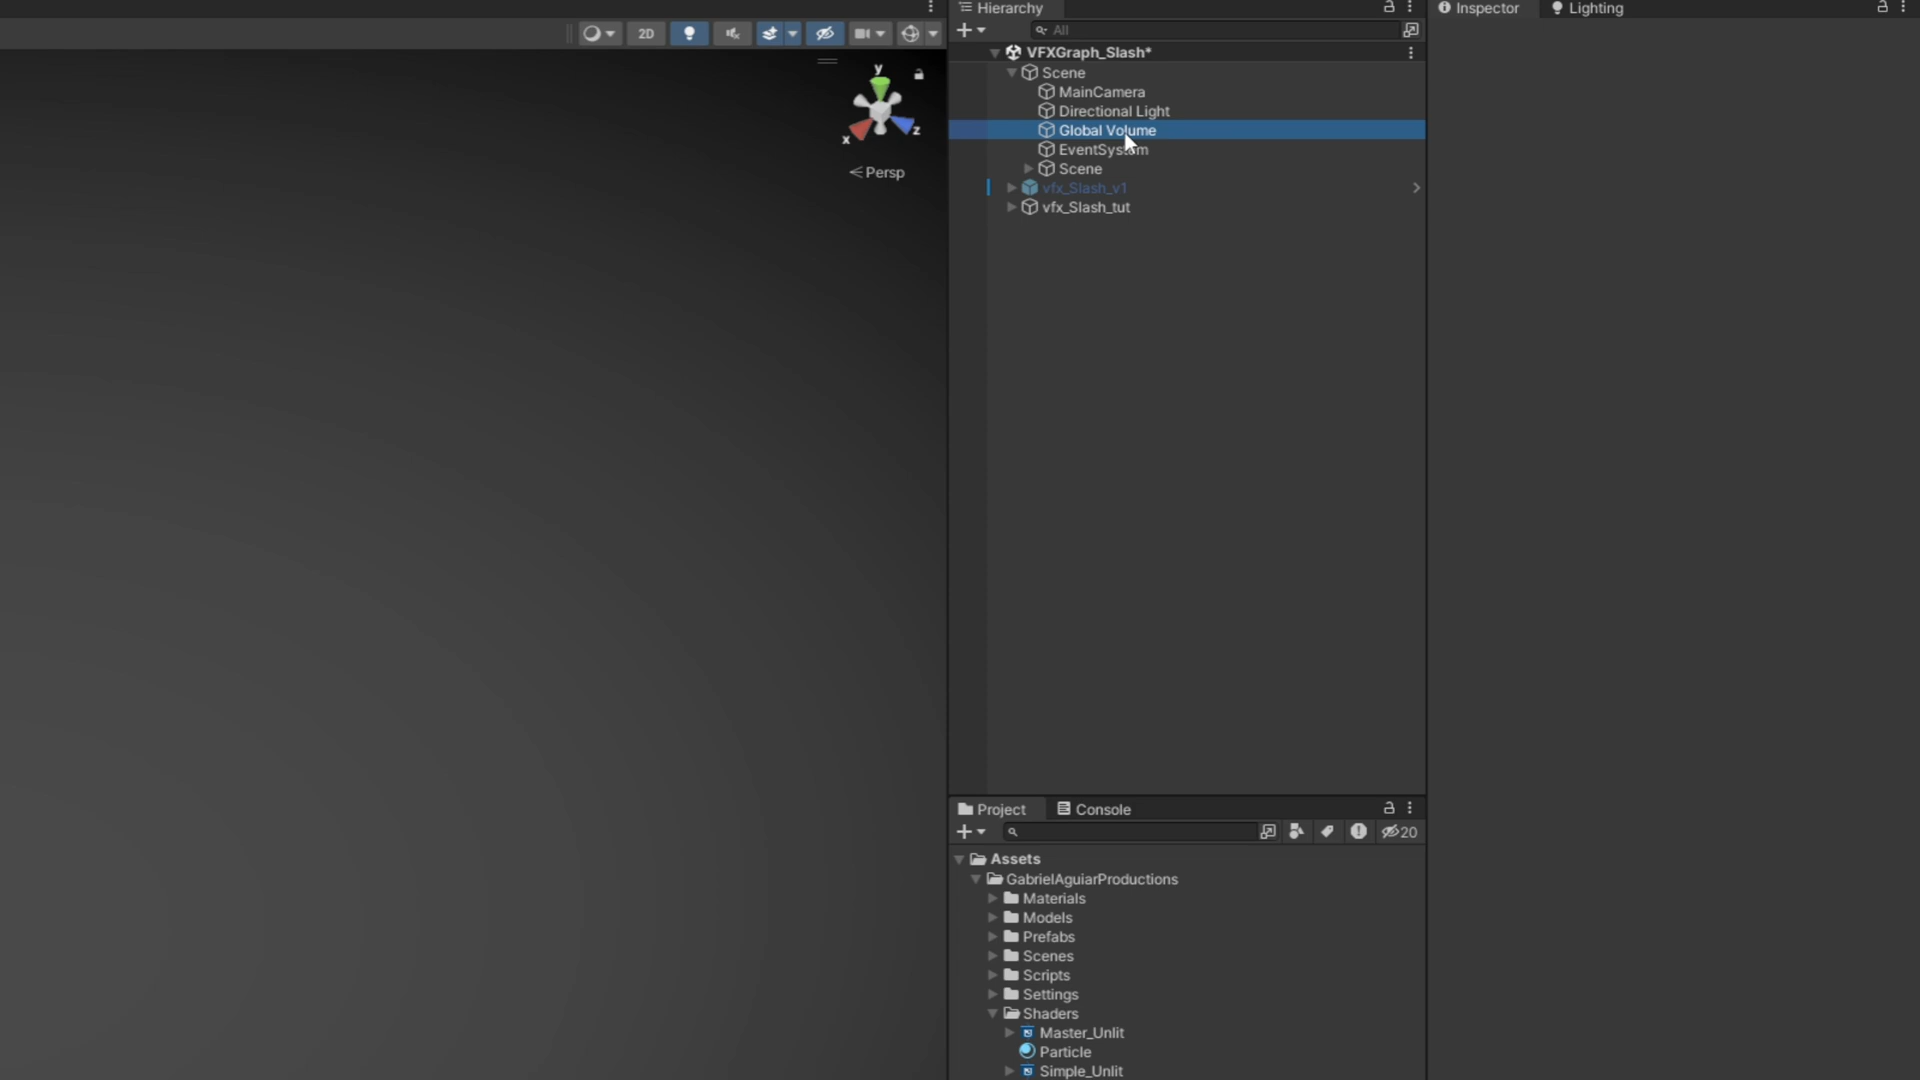 Hierarchy
Inspector
Lighting
2D
All
VFXGraph_Slash*
Scene
MainCamera
Directional Light
Global Volume
EventSystem
Scene
vfx_Slash_v1
vfx_Slash_tut
y
x
z
Persp
Project
Console
20
Assets
GabrielAguiarProductions
Materials
Models
Prefabs
Scenes
Scripts
Settings
Shaders
Master_Unlit
Particle
Simple_Unlit